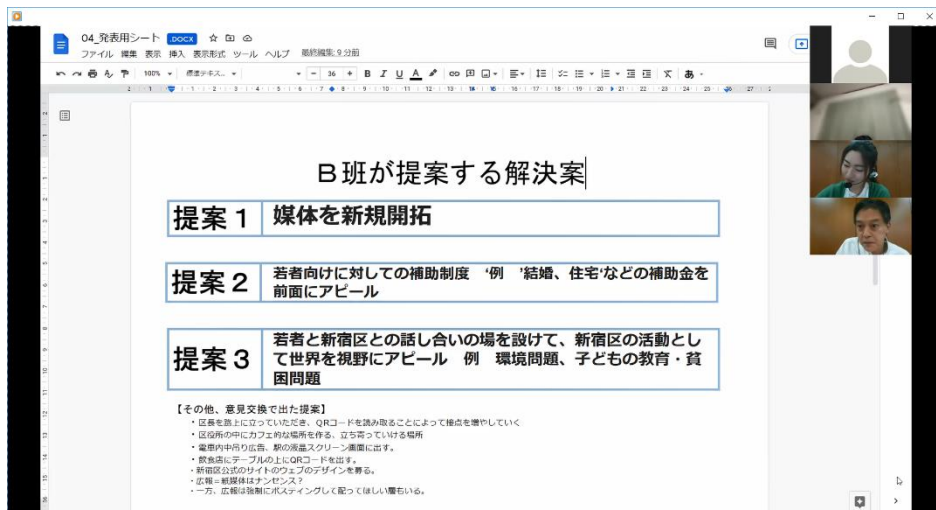 04_発表用シート .DOCX
ファイル 編集 表示 挿入 表示形式 ツール ヘルプ 最終編集: 9 分前
100% 標準テキス... 36 B I U A あ
B班が提案する解決案
提案1 媒体を新規開拓
提案2 若者向けに対しての補助制度 ‘例 ’結婚、住宅‘などの補助金を
前面にアピール
提案3 若者と新宿区との話し合いの場を設けて、新宿区の活動とし
て世界を視野にアピール 例 環境問題、子どもの教育・貧
困問題
【その他、意見交換で出た提案】
・区長を路上に立っていただき、QRコードを読み取ることによって接点を増やしていく
・区役所の中にカフェ的な場所を作る、立ち寄っていける場所
・電車内中吊り広告、駅の液晶スクリーン画面に出す。
・飲食店にテーブルの上にQRコードを出す。
・新宿区公式のサイトのウェブのデザインを募る。
・広報＝紙媒体はナンセンス？
・一方、広報は強制にポスティングして配ってほしい層もいる。